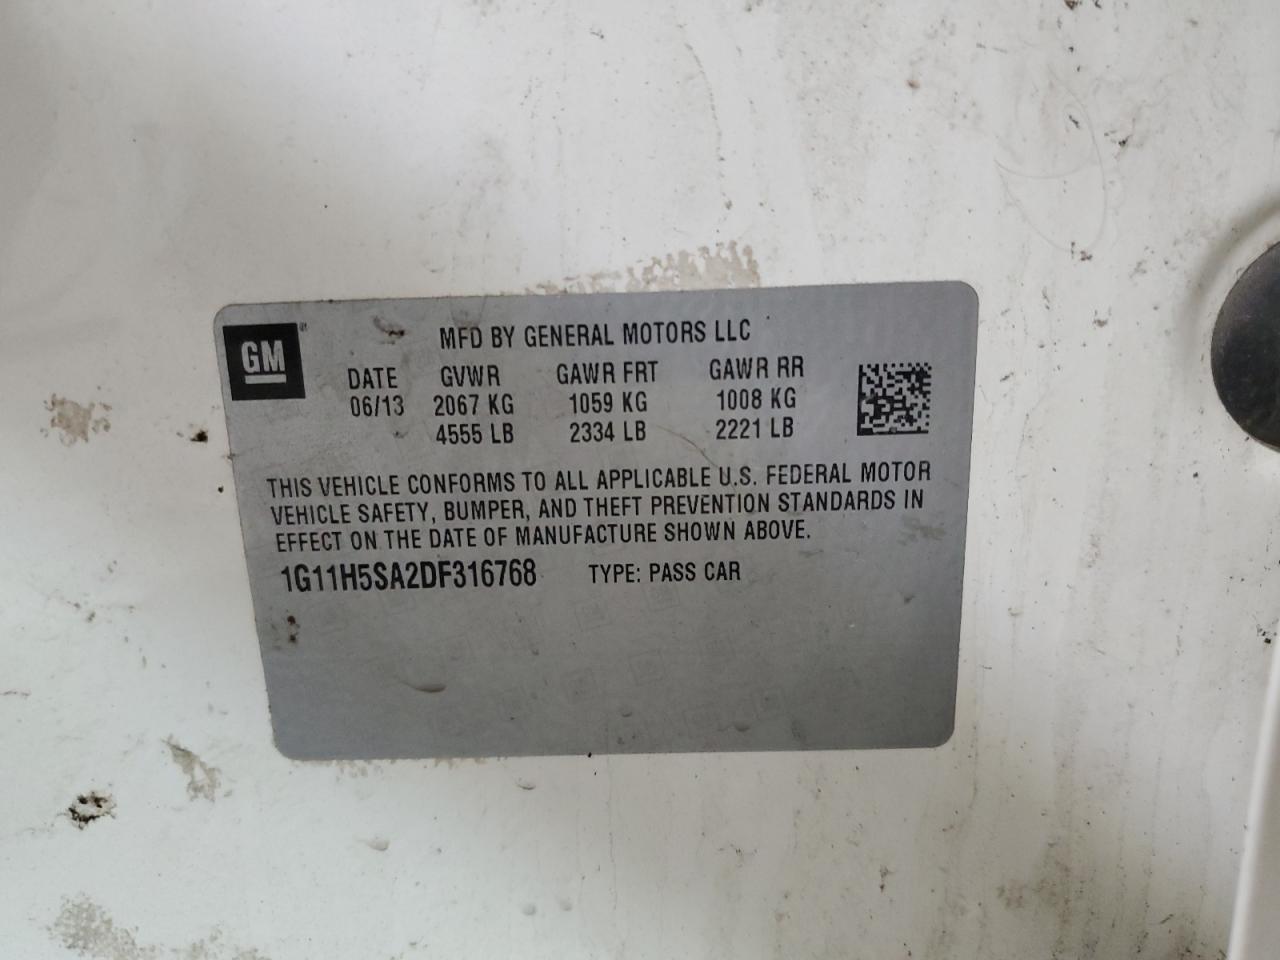 GM
MFD BY GENERAL MOTORS LLC
DATE GVWR GAWR FRT GAWR RR
06/13 2067 KG 1059 KG 1008 KG
4555 LB 2334 LB 2221 LB
THIS VEHICLE CONFORMS TO ALL APPLICABLE U.S. FEDERAL MOTOR
VEHICLE SAFETY, BUMPER, AND THEFT PREVENTION STANDARDS IN
EFFECT ON THE DATE OF MANUFACTURE SHOWN ABOVE.
1G11H5SA2DF316768 TYPE: PASS CAR